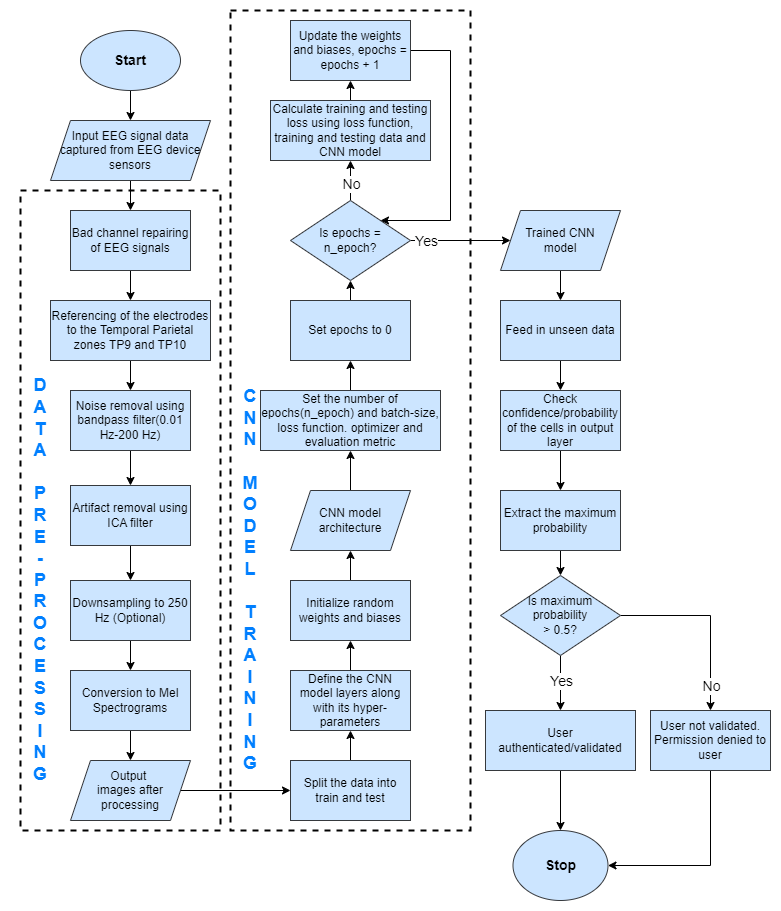 Start
Input EEG signal data
captured from EEG device
sensors
DATA PRE-PROCESSING
Bad channel repairing
of EEG signals
Referencing of the electrodes
to the Temporal Parietal
zones TP9 and TP10
Noise removal using
bandpass filter(0.01
Hz-200 Hz)
Artifact removal using
ICA filter
Downsampling to 250
Hz (Optional)
Conversion to Mel
Spectrograms
Output
images after
processing
CNN MODEL TRAINING
Split the data into
train and test
Define the CNN
model layers along
with its hyper-
parameters
Initialize random
weights and biases
CNN model
architecture
Set the number of
epochs(n_epoch) and batch-size,
loss function. optimizer and
evaluation metric
Set epochs to 0
Is epochs =
n_epoch?
No
Calculate training and testing
loss using loss function,
training and testing data and
CNN model
Update the weights
and biases, epochs =
epochs + 1
Yes
Trained CNN
model
Feed in unseen data
Check
confidence/probability
of the cells in output
layer
Extract the maximum
probability
Is maximum
probability
> 0.5?
Yes
No
User
authenticated/validated
User not validated.
Permission denied to
user
Stop